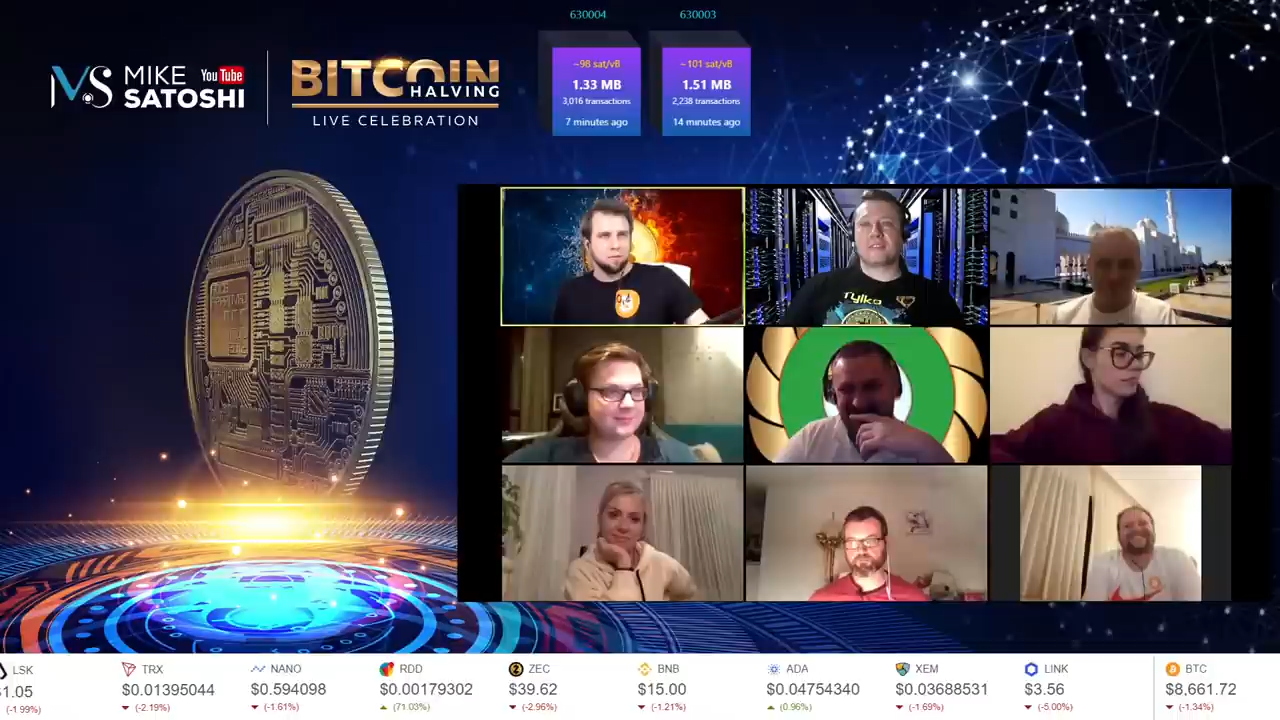 630004
630003
~98 sat/vB
1.33 MB
3,016 transactions
7 minutes ago
~101 sat/vB
1.51 MB
2,238 transactions
14 minutes ago
MS
MIKE
SATOSHI
YouTube
BITCOIN
HALVING
LIVE CELEBRATION
Tylko
LSK
TRX
NANO
RDD
ZEC
BNB
ADA
XEM
LINK
BTC
1.05
$0.01395044
$0.594098
$0.00179302
$39.62
$15.00
$0.04754340
$0.03688531
$3.56
$8,661.72
(-1.99%)
(-2.19%)
(-1.61%)
(71.03%)
(-2.96%)
(-1.21%)
(0.96%)
(-1.69%)
(-5.00%)
(-1.34%)